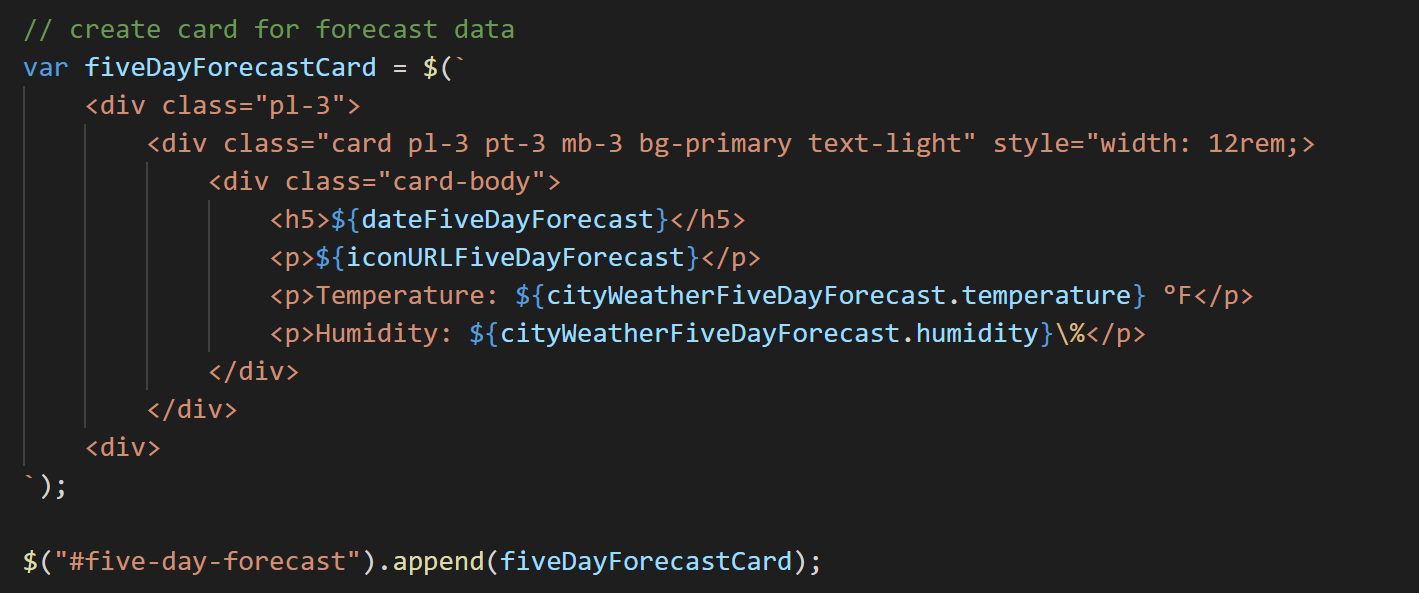 // create card for forecast data
var fiveDayForecastCard = $(`
    <div class="pl-3">
        <div class="card pl-3 pt-3 mb-3 bg-primary text-light" style="width: 12rem;>
            <div class="card-body">
                <h5>${dateFiveDayForecast}</h5>
                <p>${iconURLFiveDayForecast}</p>
                <p>Temperature: ${cityWeatherFiveDayForecast.temperature} °F</p>
                <p>Humidity: ${cityWeatherFiveDayForecast.humidity}\%</p>
            </div>
        </div>
    <div>
`);

$("#five-day-forecast").append(fiveDayForecastCard);